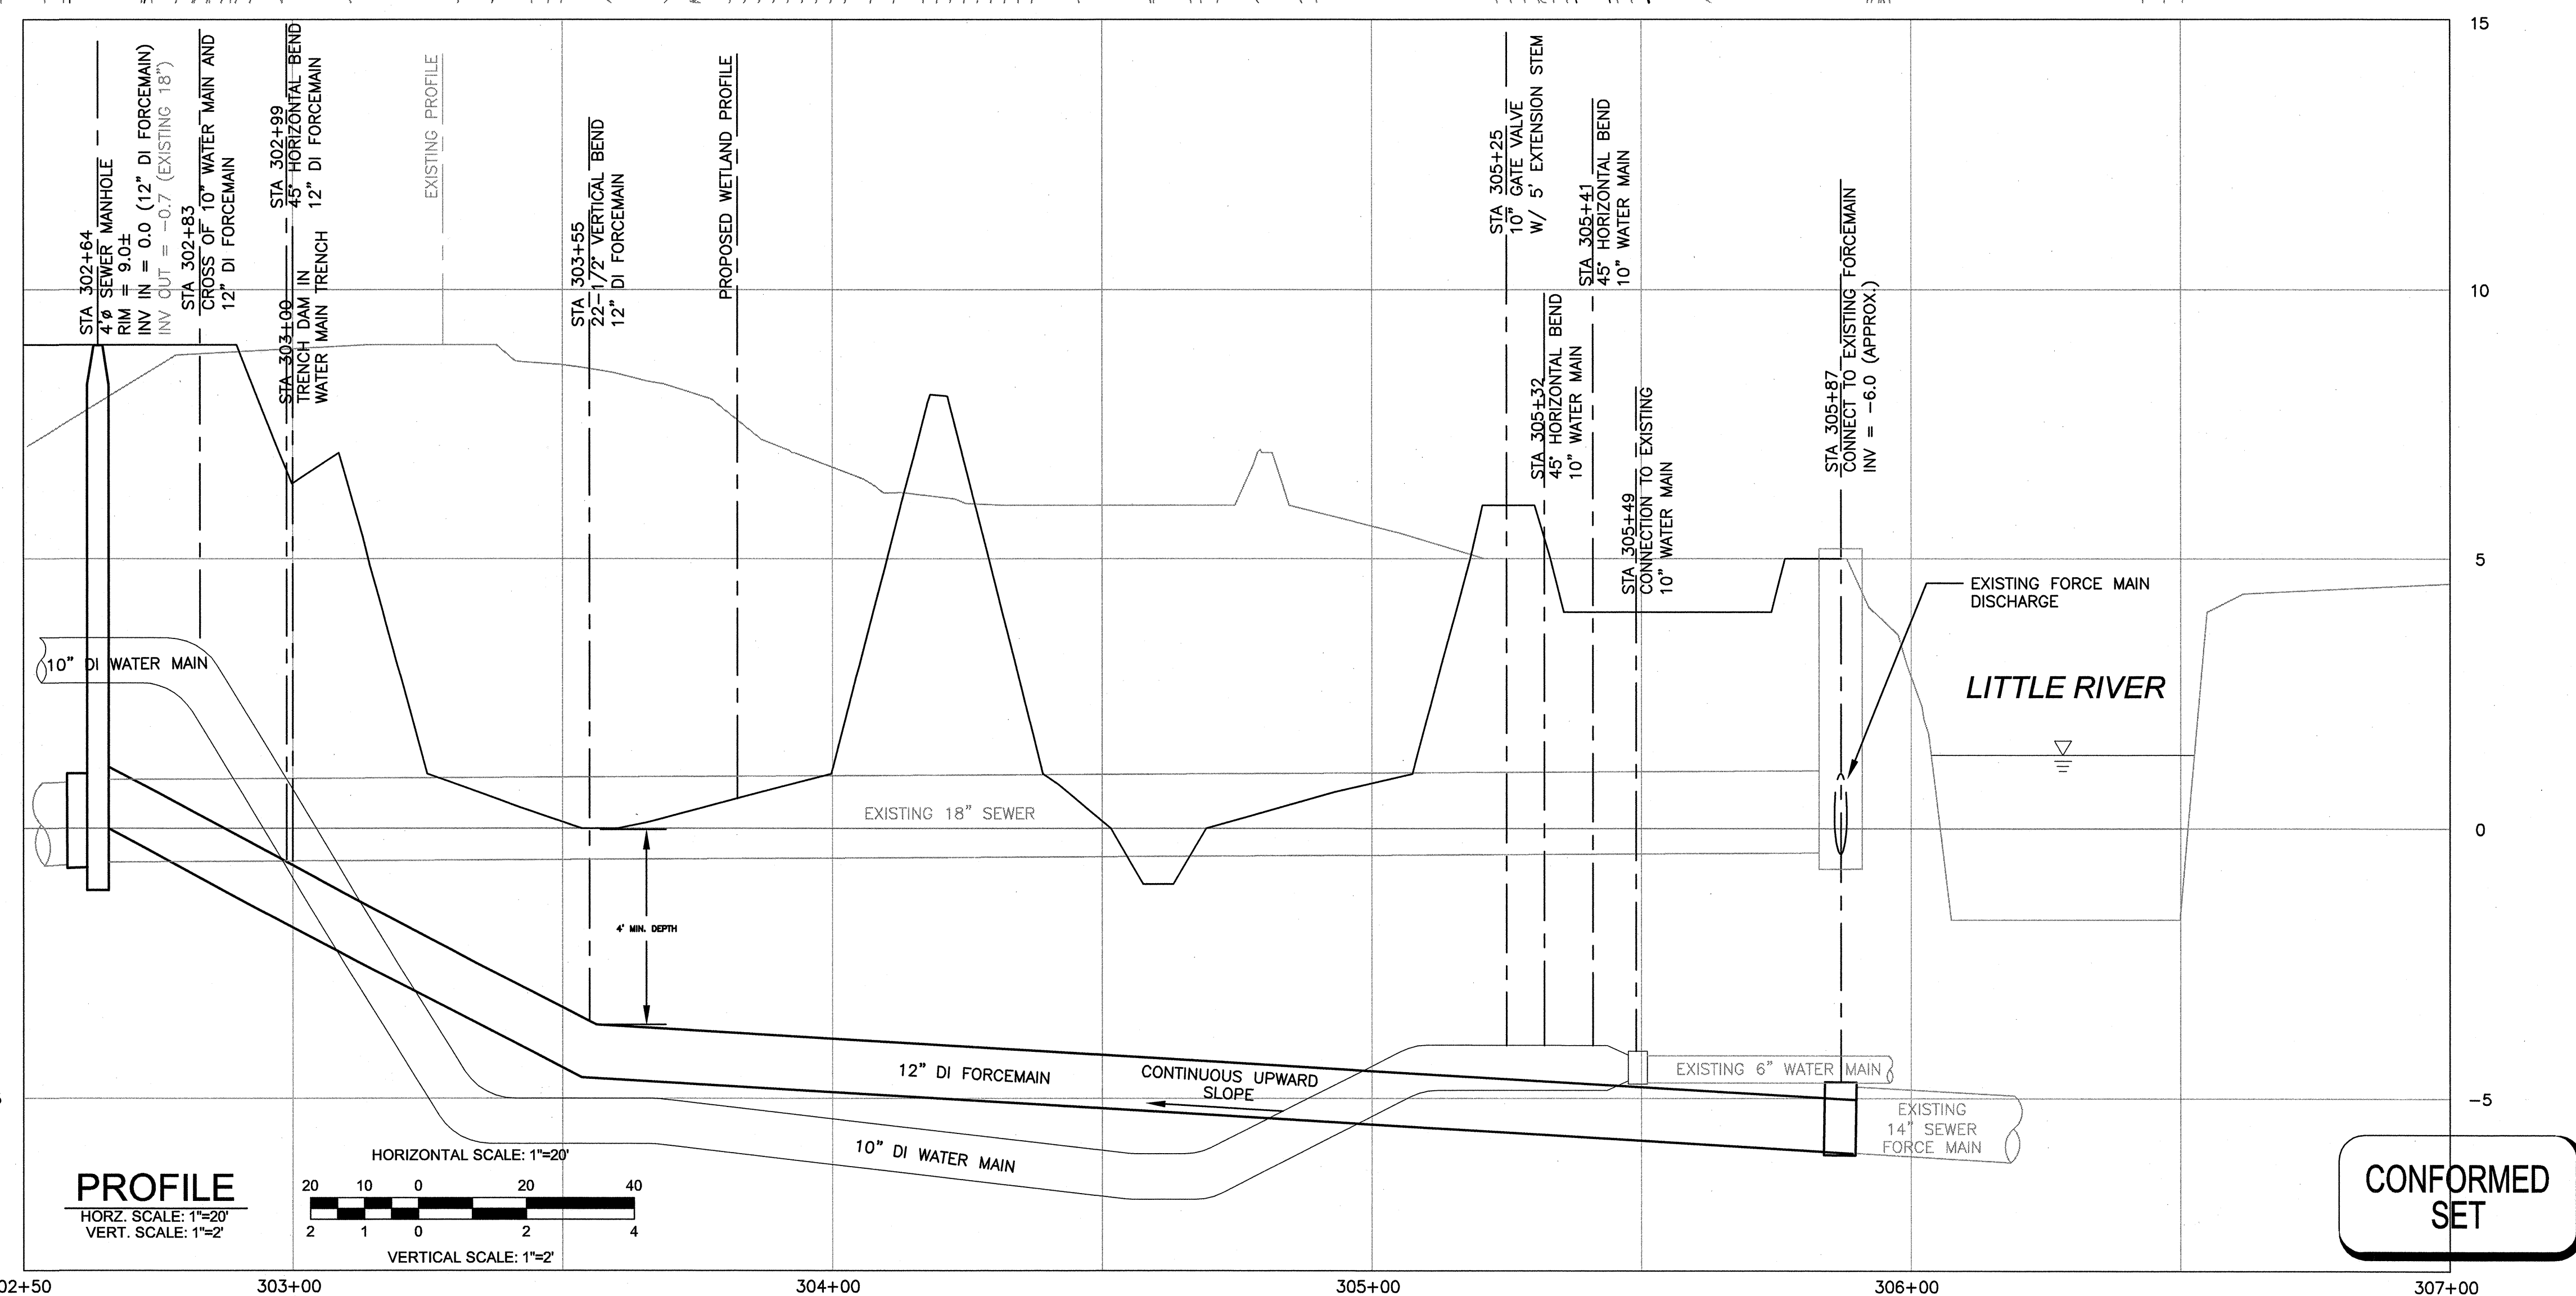 STA 302+64
4'ø SEWER MANHOLE
RIM = 9.0±
INV IN = 0.0 (12" DI FORCEMAIN)
INV OUT = -0.7 (EXISTING 18")
STA 302+83
CROSS OF 10" WATER MAIN AND
12" DI FORCEMAIN
STA 302+99
45° HORIZONTAL BEND
12" DI FORCEMAIN
STA 303+00
TRENCH DAM IN
WATER MAIN TRENCH
EXISTING PROFILE
STA 303+55
22-1/2° VERTICAL BEND
12" DI FORCEMAIN
PROPOSED WETLAND PROFILE
STA 305+25
10" GATE VALVE
W/ 5' EXTENSION STEM
STA 305+32
45° HORIZONTAL BEND
10" WATER MAIN
STA 305+41
45° HORIZONTAL BEND
10" WATER MAIN
STA 305+49
CONNECTION TO EXISTING
10" WATER MAIN
STA 305+87
CONNECT TO EXISTING FORCEMAIN
INV = -6.0 (APPROX.)
15
10
5
0
-5
EXISTING FORCE MAIN
DISCHARGE
LITTLE RIVER
10" DI WATER MAIN
EXISTING 18" SEWER
4' MIN. DEPTH
12" DI FORCEMAIN
CONTINUOUS UPWARD
SLOPE
10" DI WATER MAIN
EXISTING 6" WATER MAIN
EXISTING
14" SEWER
FORCE MAIN
PROFILE
HORZ. SCALE: 1"=20'
VERT. SCALE: 1"=2'
HORIZONTAL SCALE: 1"=20'
20 10 0 20 40
2 1 0 2 4
VERTICAL SCALE: 1"=2'
CONFORMED
SET
02+50 303+00 304+00 305+00 306+00 307+00